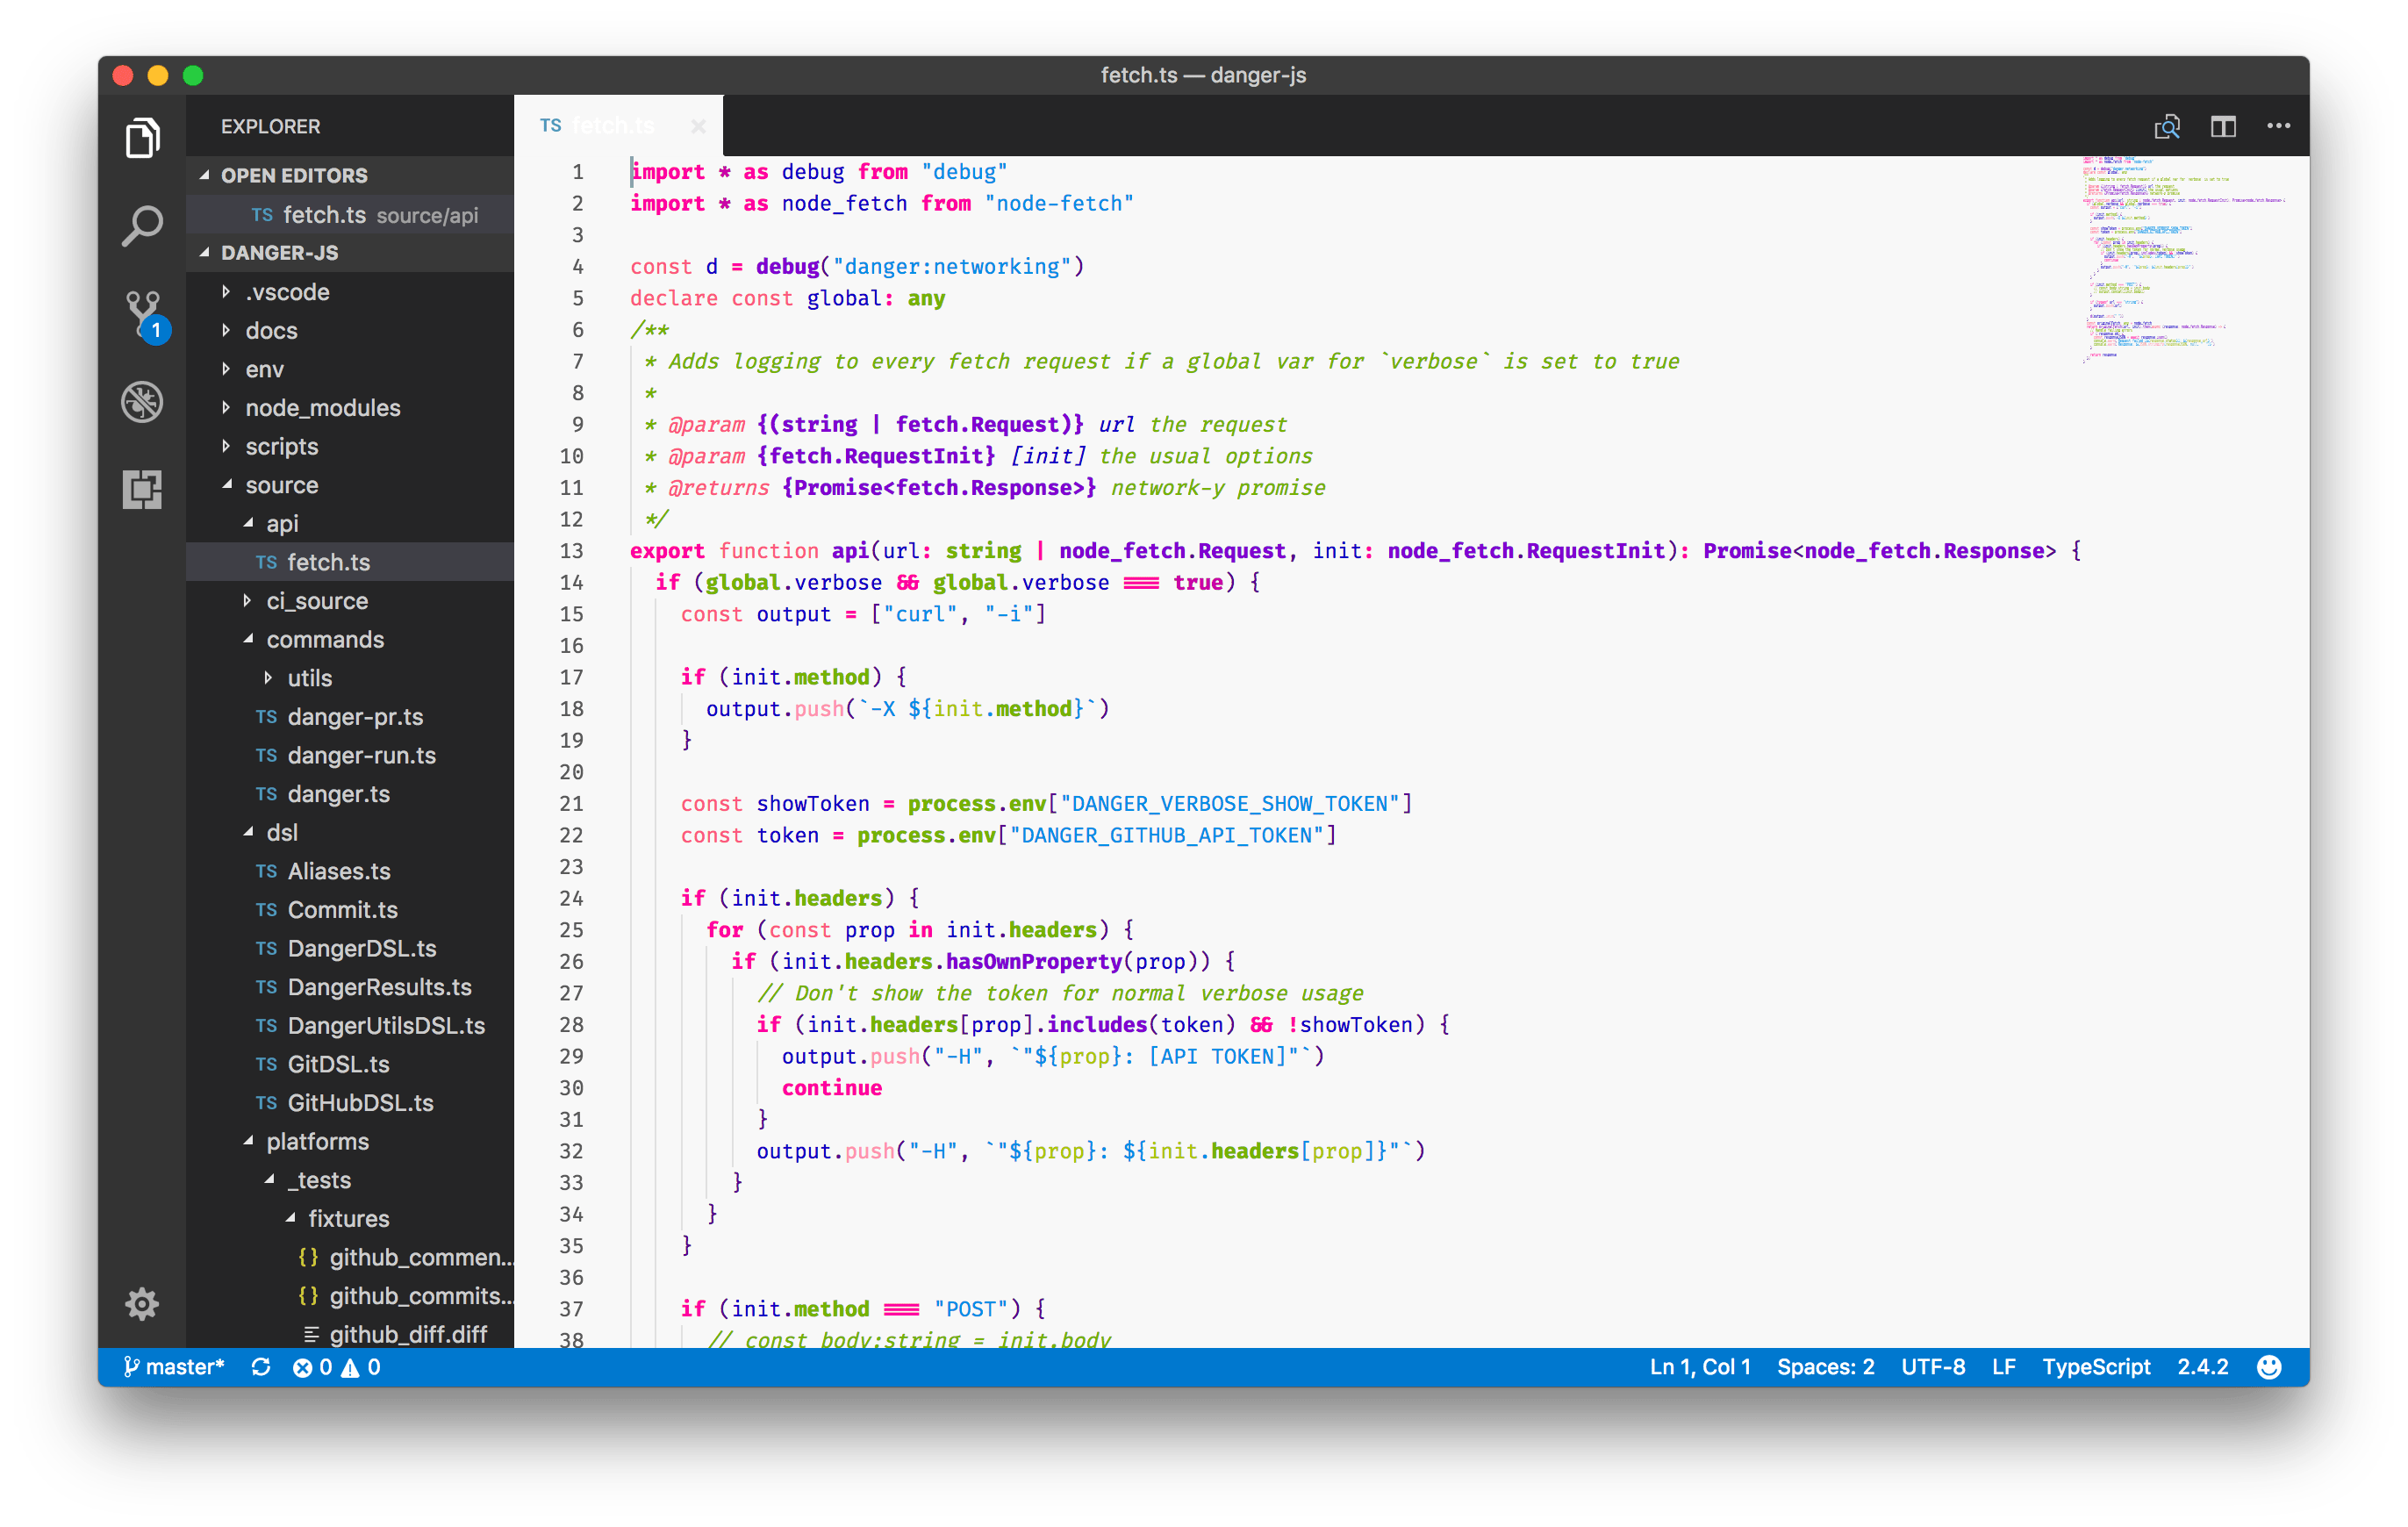 fetch.ts — danger-js
EXPLORER
OPEN EDITORS
TS fetch.ts source/api
DANGER-JS
.vscode
docs
env
node_modules
scripts
source
api
TS fetch.ts
ci_source
commands
utils
TS danger-pr.ts
TS danger-run.ts
TS danger.ts
dsl
TS Aliases.ts
TS Commit.ts
TS DangerDSL.ts
TS DangerResults.ts
TS DangerUtilsDSL.ts
TS GitDSL.ts
TS GitHubDSL.ts
platforms
_tests
fixtures
{} github_commen...
{} github_commits...
github_diff.diff
1
TS fetch.ts
1 import * as debug from "debug"
2 import * as node_fetch from "node-fetch"
3
4 const d = debug("danger:networking")
5 declare const global: any
6 /**
7 * Adds logging to every fetch request if a global var for `verbose` is set to true
8 *
9 * @param {(string | fetch.Request)} url the request
10 * @param {fetch.RequestInit} [init] the usual options
11 * @returns {Promise<fetch.Response>} network-y promise
12 */
13 export function api(url: string | node_fetch.Request, init: node_fetch.RequestInit): Promise<node_fetch.Response> {
14 if (global.verbose && global.verbose === true) {
15 const output = ["curl", "-i"]
16
17 if (init.method) {
18 output.push(`-X ${init.method}`)
19 }
20
21 const showToken = process.env["DANGER_VERBOSE_SHOW_TOKEN"]
22 const token = process.env["DANGER_GITHUB_API_TOKEN"]
23
24 if (init.headers) {
25 for (const prop in init.headers) {
26 if (init.headers.hasOwnProperty(prop)) {
27 // Don't show the token for normal verbose usage
28 if (init.headers[prop].includes(token) && !showToken) {
29 output.push("-H", `"${prop}: [API TOKEN]"`)
30 continue
31 }
32 output.push("-H", `"${prop}: ${init.headers[prop]}"`)
33 }
34 }
35 }
36
37 if (init.method === "POST") {
38 // const body:string = init.body
master* 0 0
Ln 1, Col 1 Spaces: 2 UTF-8 LF TypeScript 2.4.2